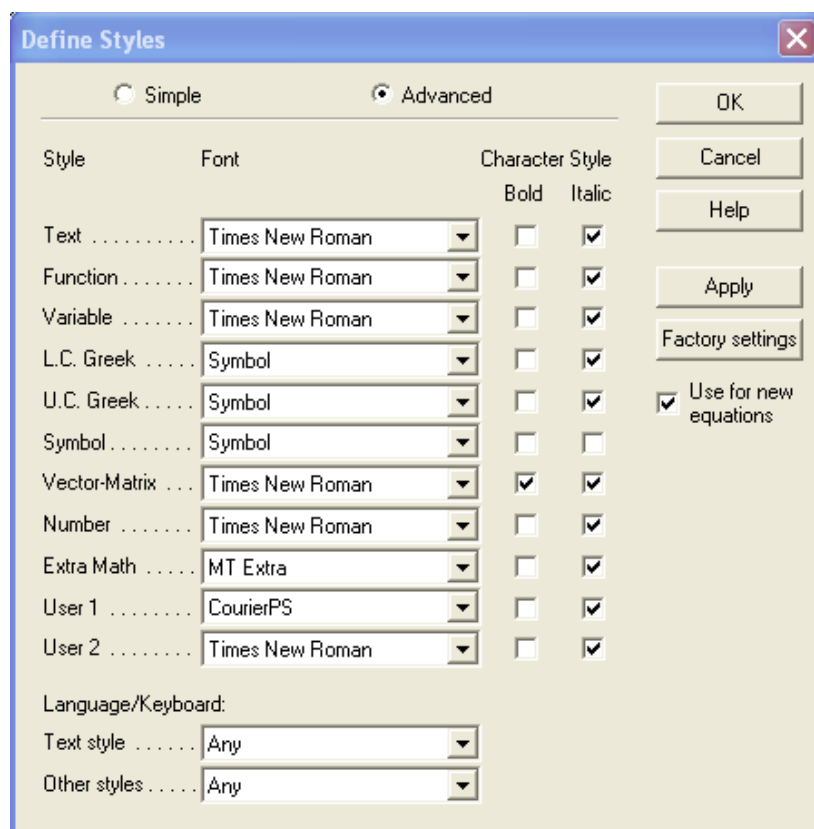 Define Styles
Simple Advanced OK
Style Font Character Style Cancel
Bold Italic
Help
Text . . . . . . . . . . Times New Roman
Function . . . . . . . Times New Roman Apply
Variable . . . . . . . Times New Roman
Factory settings
L.C. Greek . . . . . Symbol
U.C. Greek . . . . . Symbol Use for new
equations
Symbol . . . . . . . . Symbol
Vector-Matrix . . . Times New Roman
Number . . . . . . . Times New Roman
Extra Math . . . . . MT Extra
User 1 . . . . . . . . CourierPS
User 2 . . . . . . . . Times New Roman
Language/Keyboard:
Text style . . . . . . Any
Other styles . . . . . Any